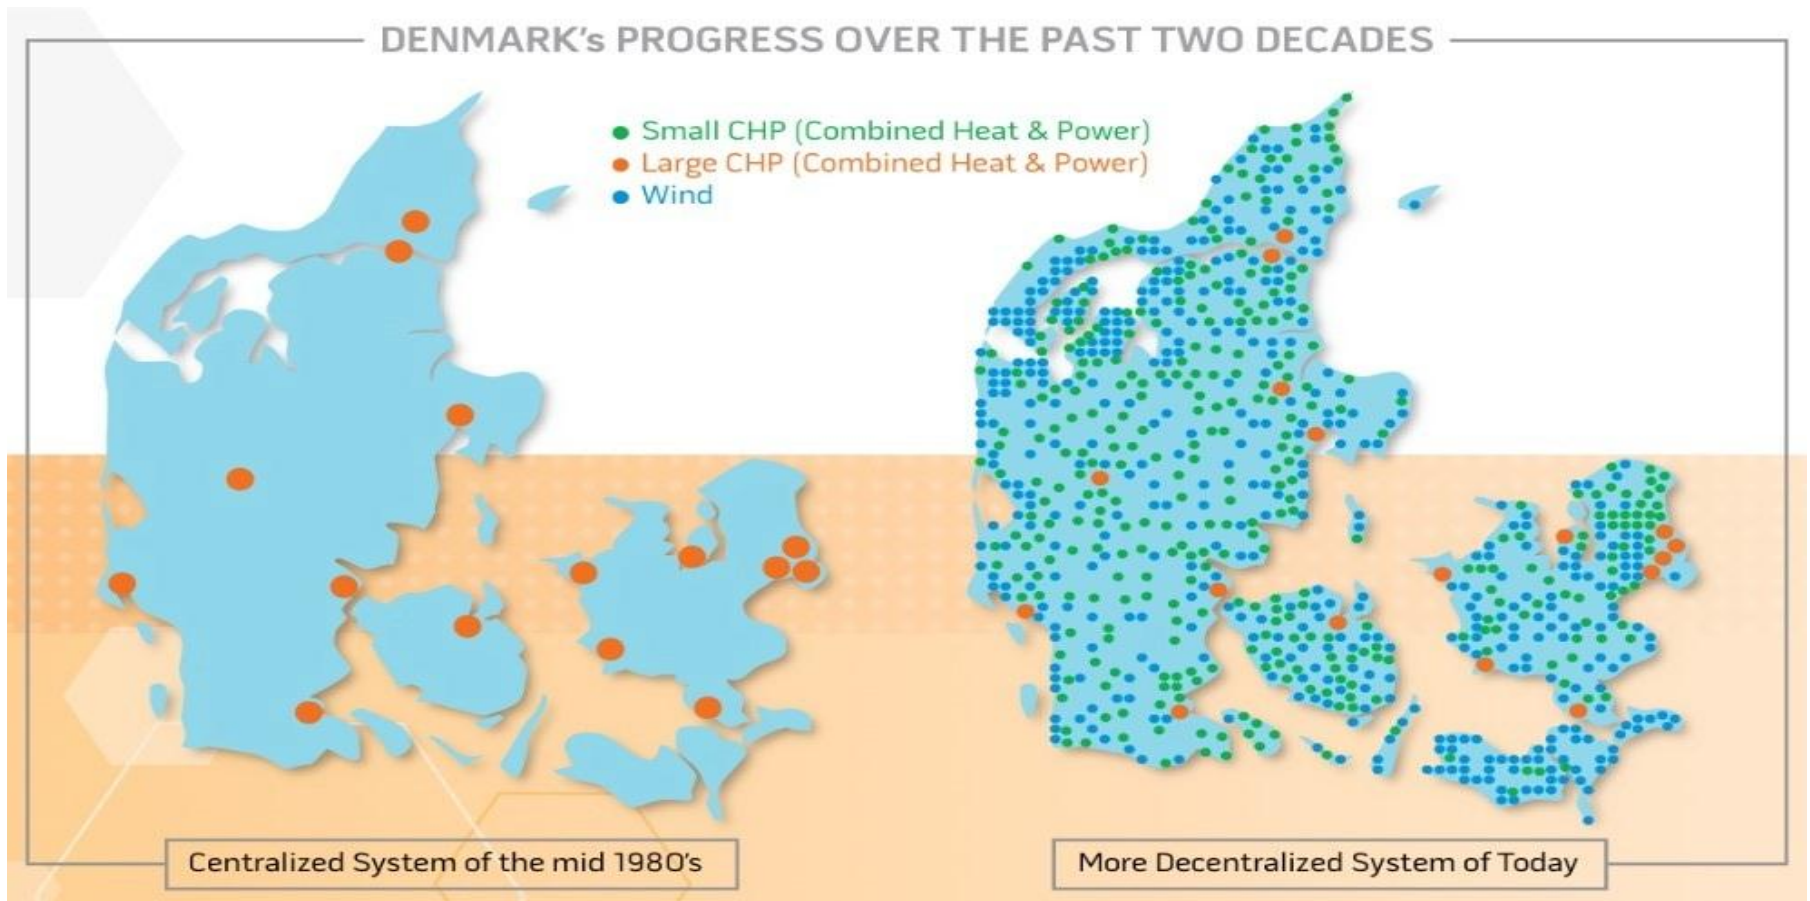 DENMARK's PROGRESS OVER THE PAST TWO DECADES
Small CHP (Combined Heat & Power)
Large CHP (Combined Heat & Power)
Wind
Centralized System of the mid 1980's
More Decentralized System of Today